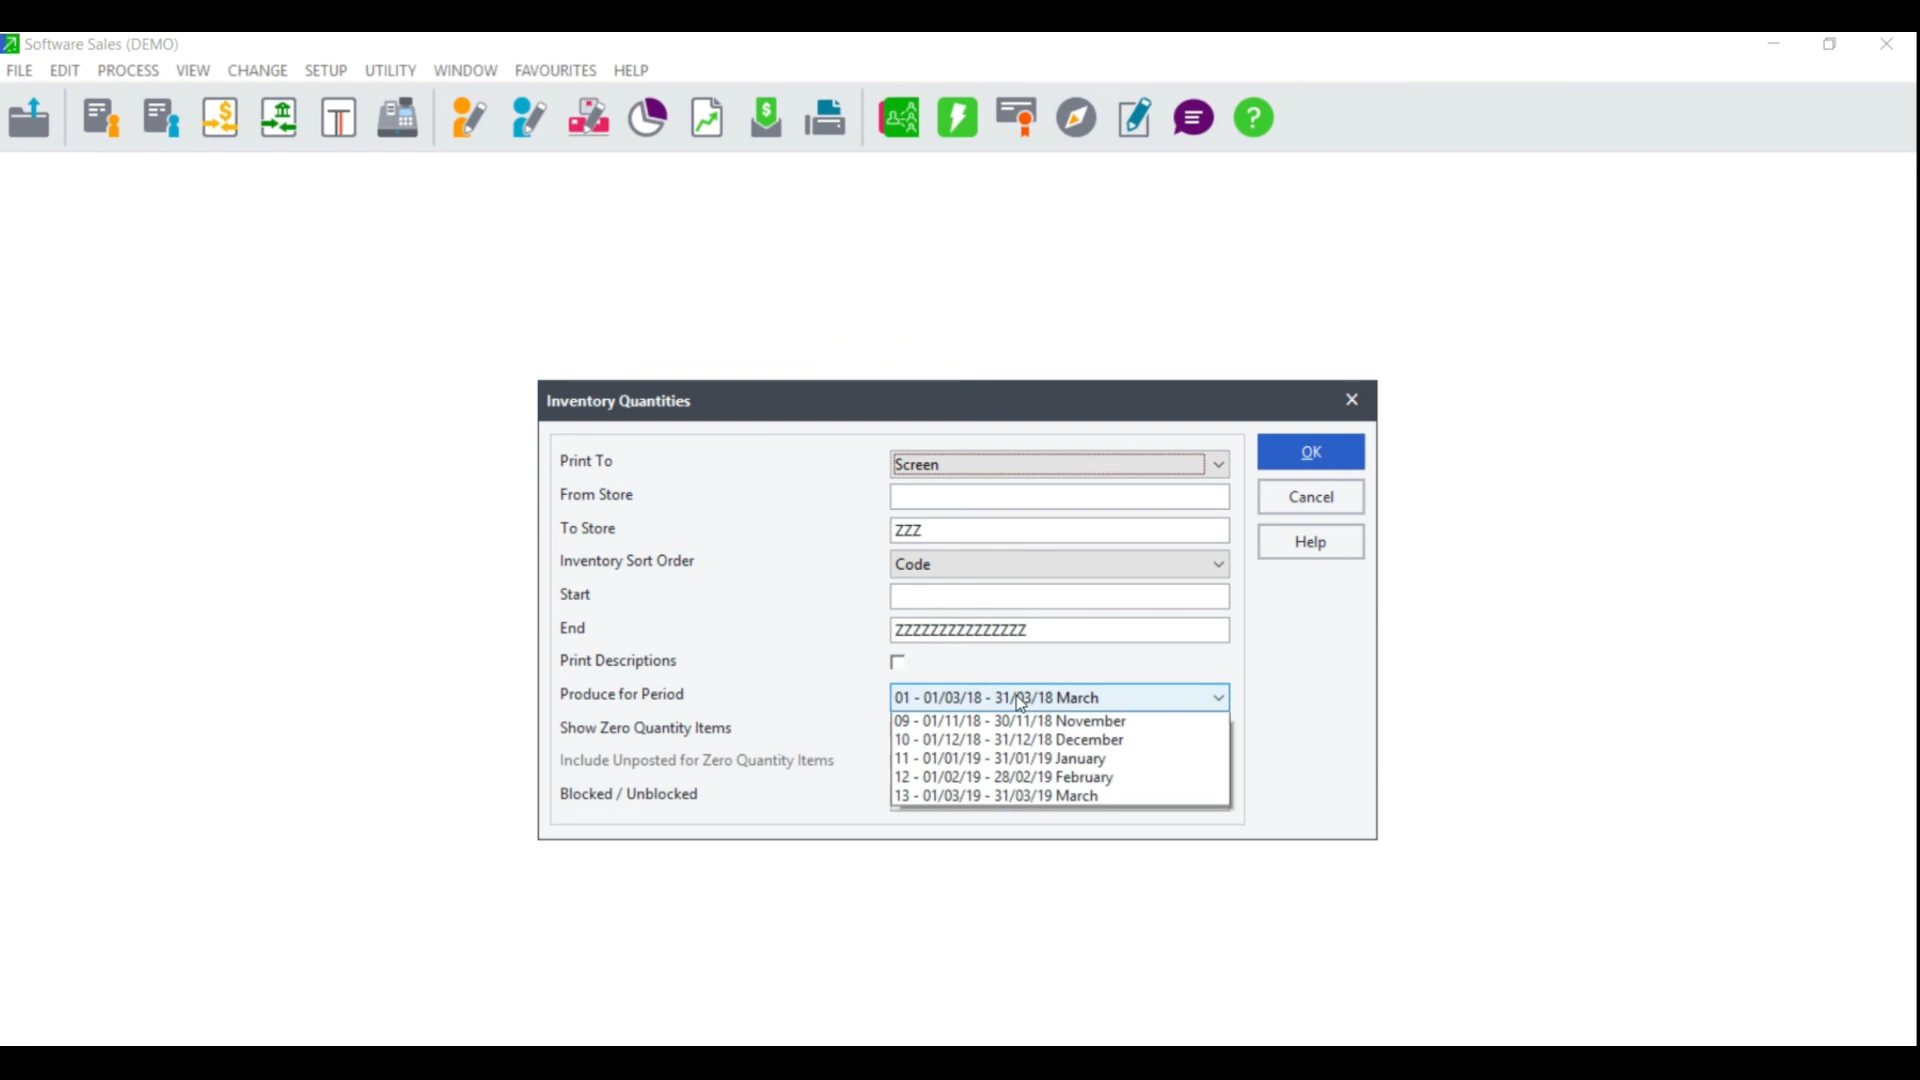 Software Sales (DEMO)
FILE EDIT PROCESS VIEW CHANGE SETUP UTILITY WINDOW FAVOURITES HELP
Inventory Quantities
Print To Screen
OK
From Store
Cancel
To Store ZZZ
Inventory Sort Order Code
Help
Start
End ZZZZZZZZZZZZZZZ
Print Descriptions
Produce for Period 01 - 01/03/18 - 31/03/18 March
09 - 01/11/18 - 30/11/18 November
Show Zero Quantity Items
10 - 01/12/18 - 31/12/18 December
11 - 01/01/19 - 31/01/19 January
Include Unposted for Zero Quantity Items
12 - 01/02/19 - 28/02/19 February
13 - 01/03/19 - 31/03/19 March
Blocked / Unblocked